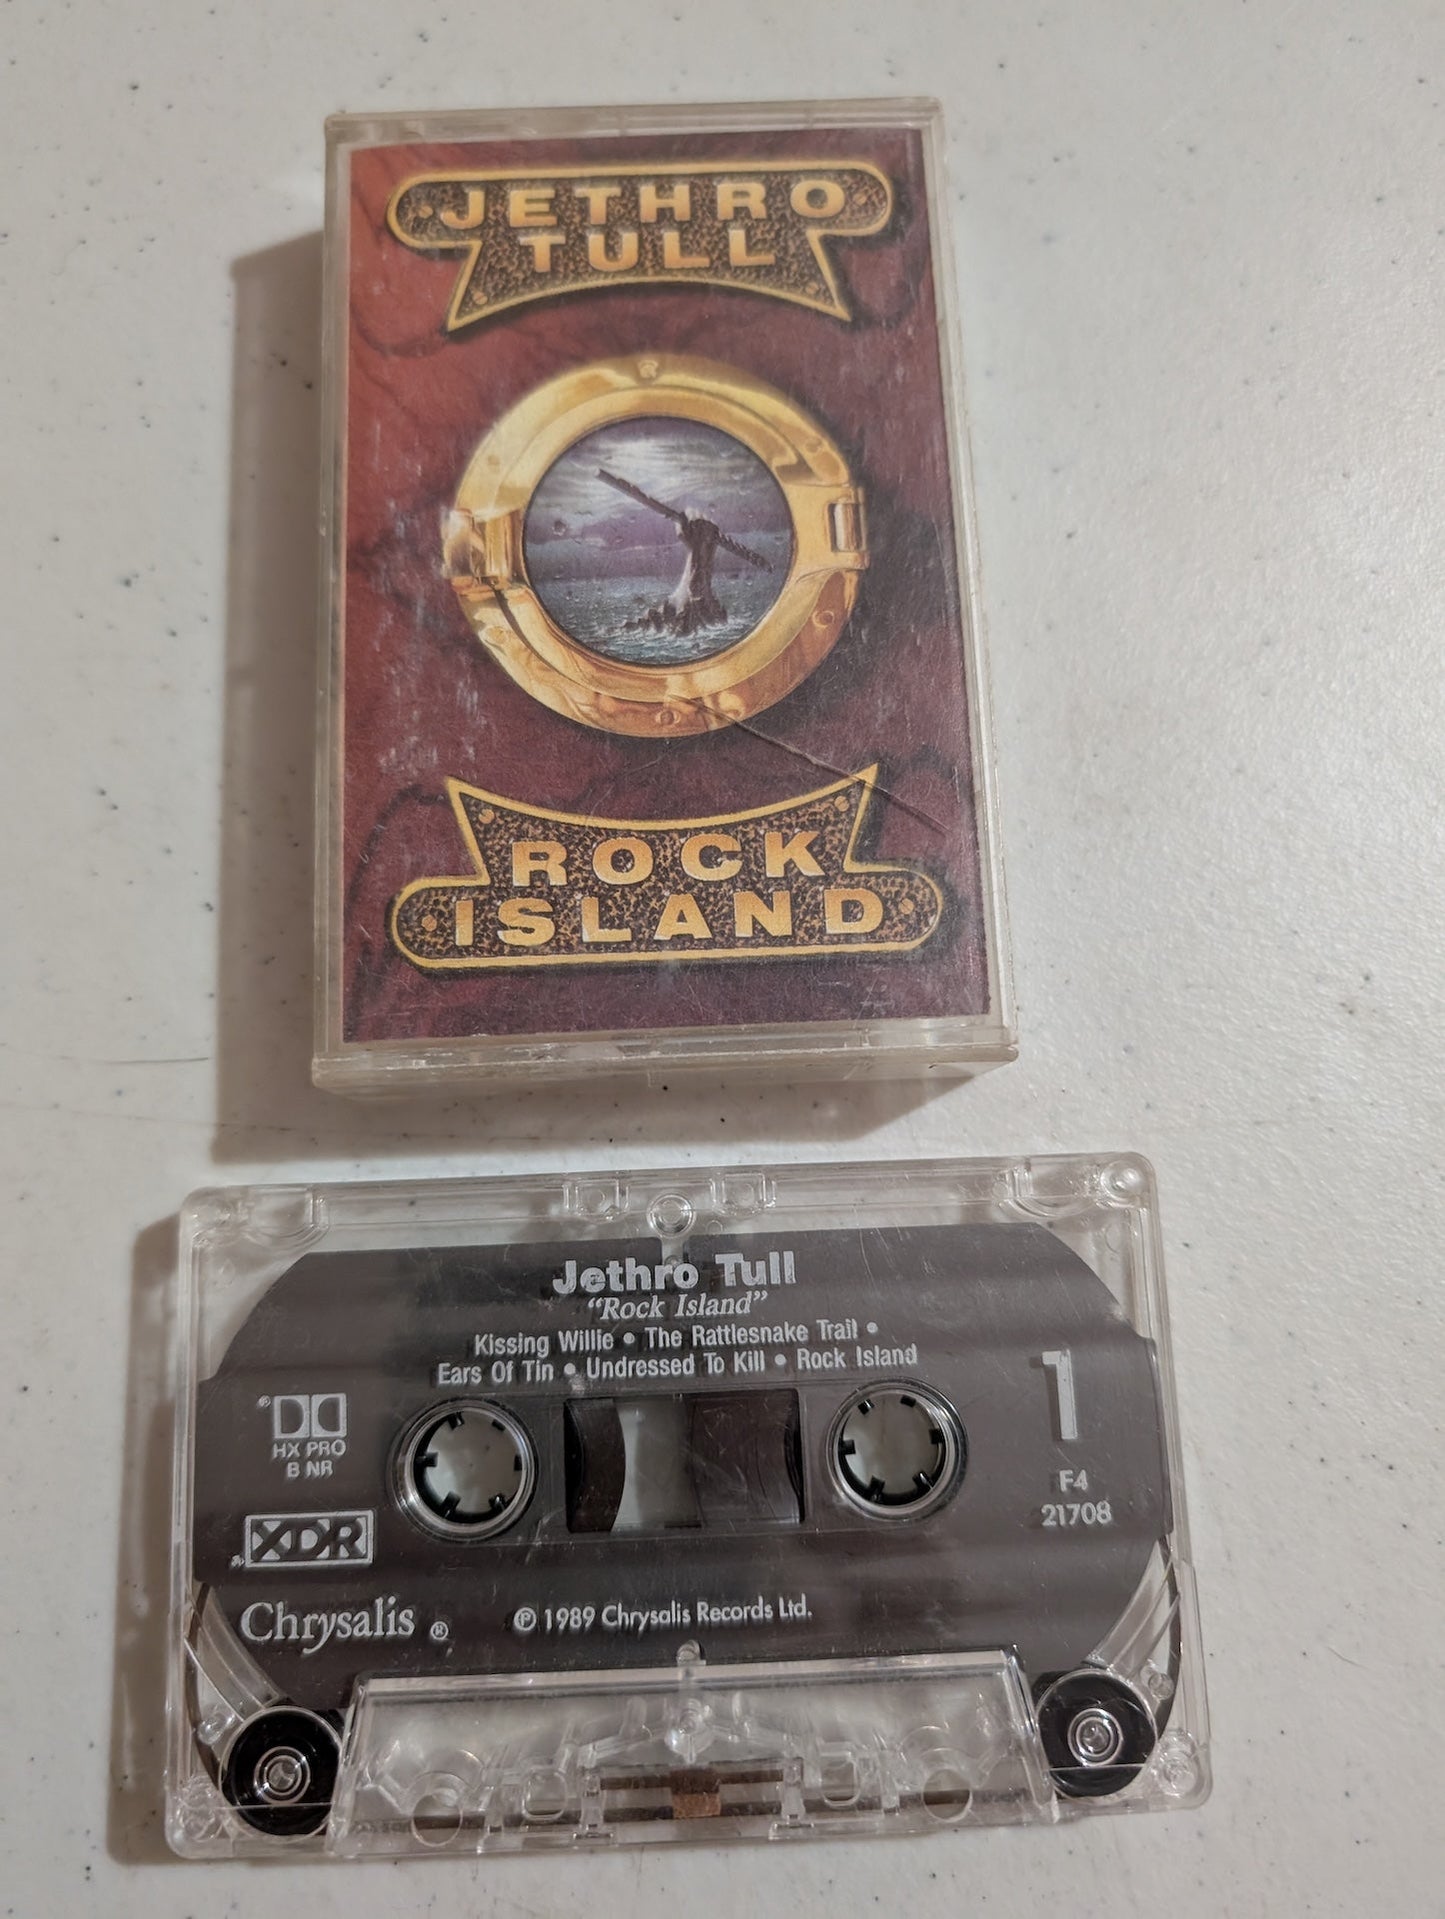 JETHRO
TULL
ROCK
ISLAND
Jethro Tull
“Rock Island”
Kissing Willie • The Rattlesnake Trail •
Ears Of Tin • Undressed To Kill • Rock Island
1
HX PRO
B NR
F4
21708
XDR
Chrysalis ®
℗ 1989 Chrysalis Records Ltd.